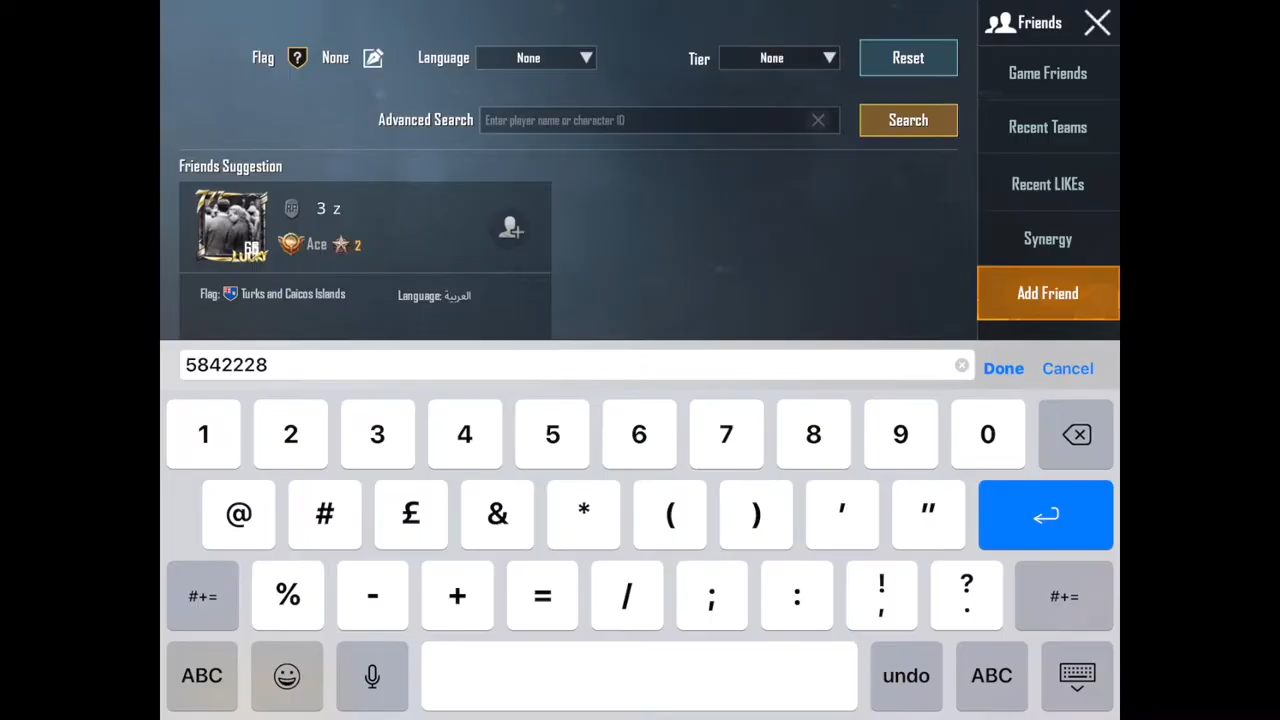 Friends
Flag ? None Language None Tier None Reset
Game Friends
Advanced Search Enter player name or character ID Search
Recent Teams
Friends Suggestion
Recent LIKEs
RP 3 z
Ace 2
Synergy
LUCKY
Flag: Turks and Caicos Islands Language: العربية
Add Friend
5842228 Done Cancel
1 2 3 4 5 6 7 8 9 0
@ # £ & * ( ) ' "
#+= % - + = / ; : ! , ? . #+=
ABC undo ABC